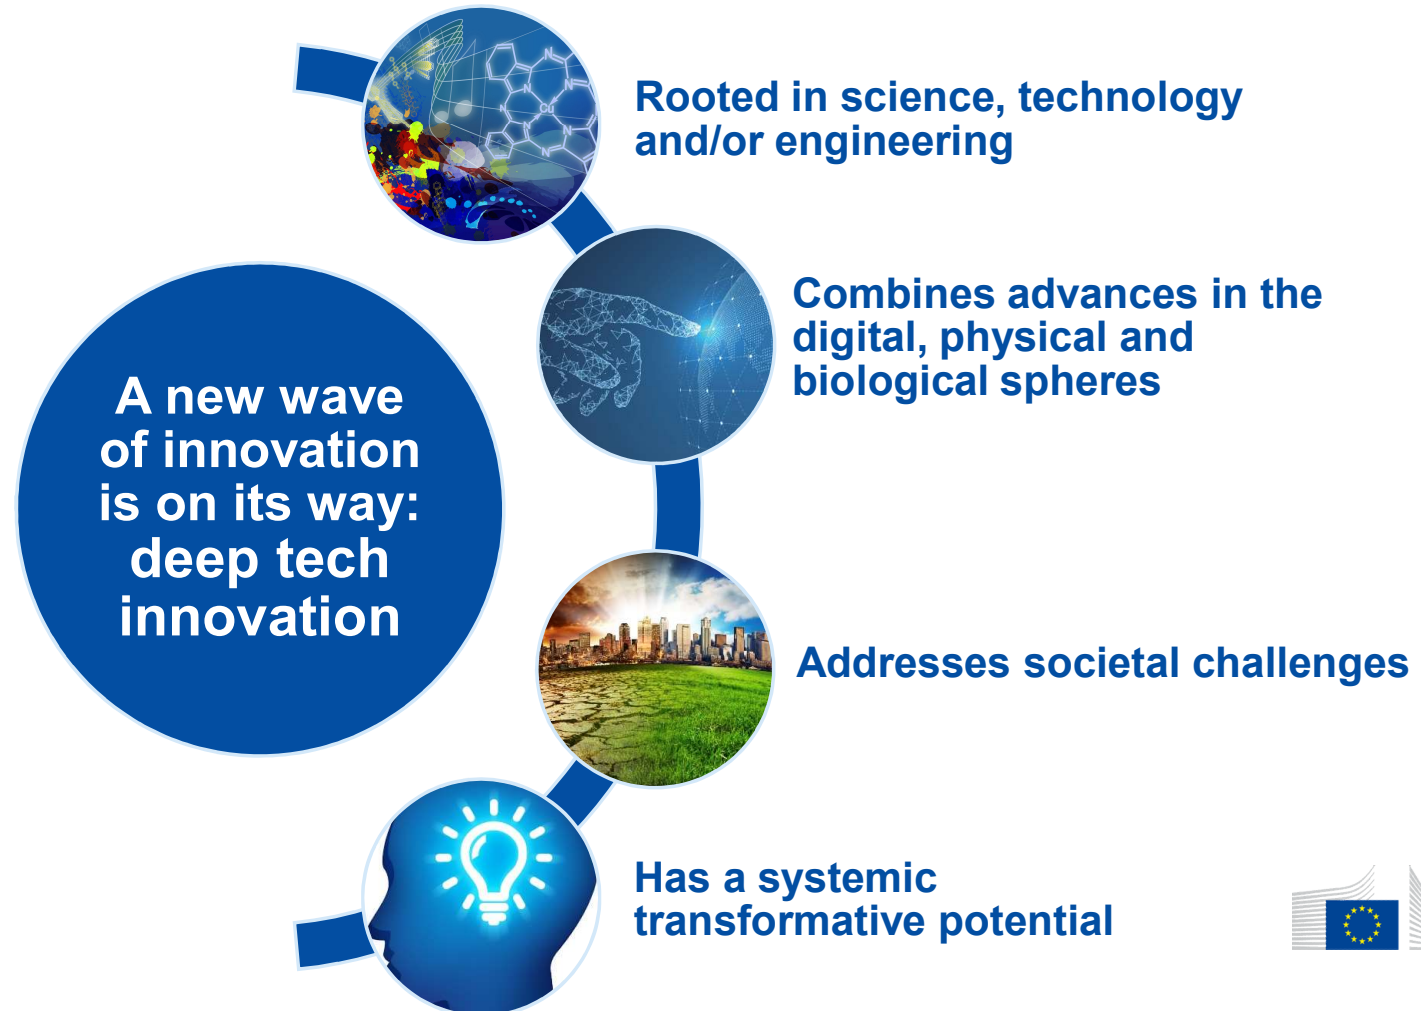 A new wave
of innovation
is on its way:
deep tech
innovation
Rooted in science, technology
and/or engineering
Combines advances in the
digital, physical and
biological spheres
Addresses societal challenges
Has a systemic
transformative potential